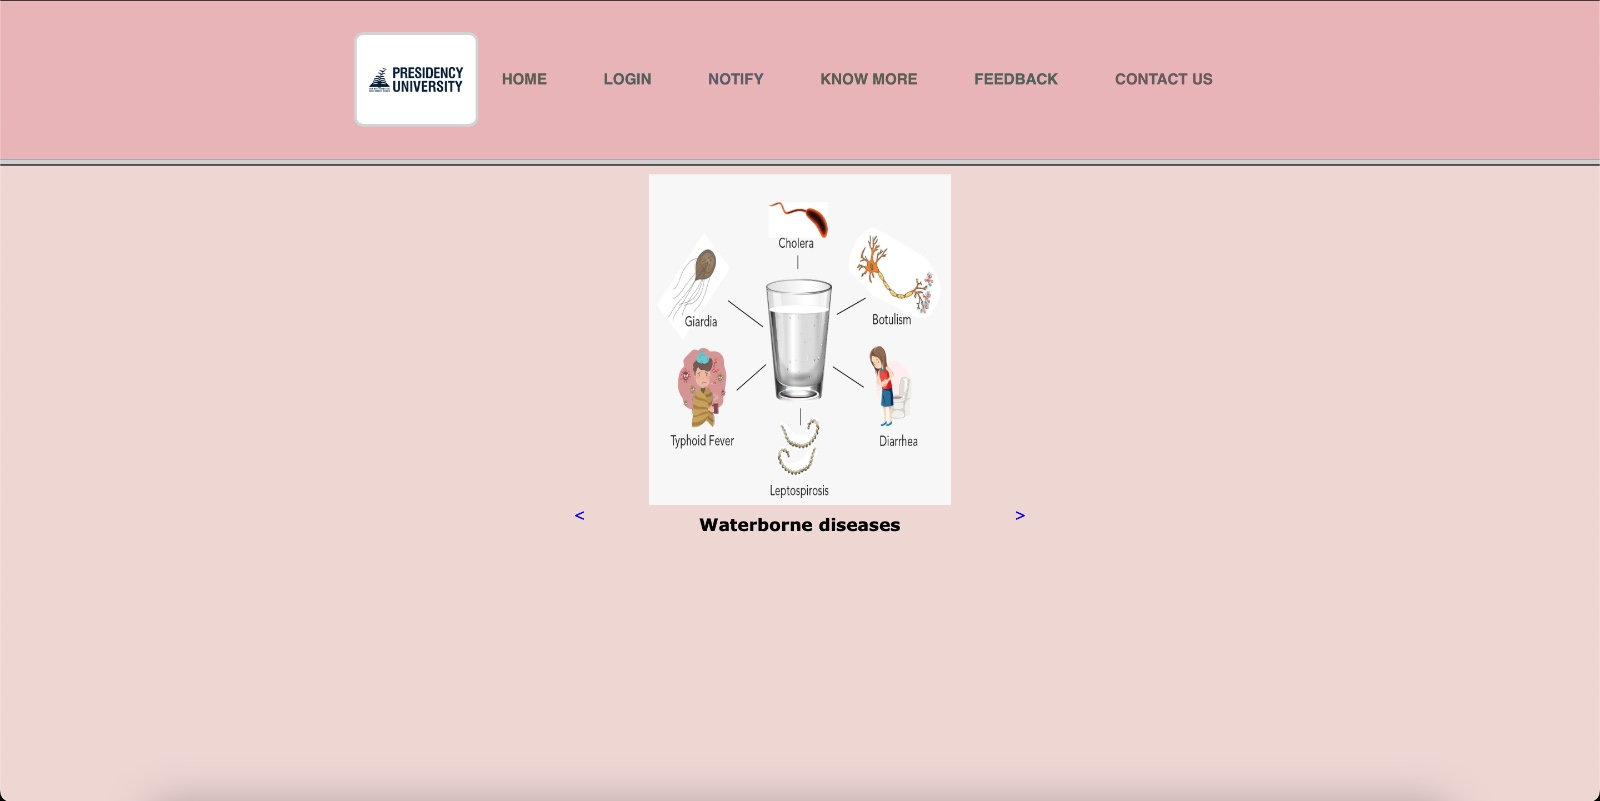 PRESIDENCY
UNIVERSITY
HOME LOGIN NOTIFY KNOW MORE FEEDBACK CONTACT US
Cholera
Giardia
Botulism
Typhoid Fever
Diarrhea
Leptospirosis
< Waterborne diseases >